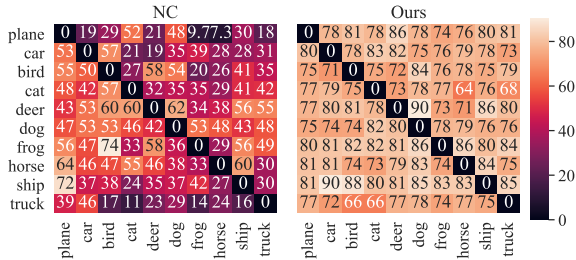 NC Ours
plane 0 19 29 52 21 48 9.7 7.3 30 18 0 78 81 78 86 78 74 76 80 81
car 53 0 57 21 19 35 39 28 28 31 80 0 78 83 82 75 76 79 78 73
bird 55 50 0 27 58 54 20 26 41 35 75 71 0 75 72 84 76 78 75 79
cat 48 42 57 0 32 35 35 29 41 42 77 79 75 0 73 78 77 64 76 68
deer 43 53 60 60 0 62 34 38 56 55 77 80 81 78 0 90 73 71 86 80
dog 47 53 53 46 42 0 53 48 43 48 75 74 74 82 80 0 78 79 76 76
frog 56 47 74 33 58 36 0 29 56 49 80 81 82 82 81 86 0 86 80 84
horse 64 46 47 55 46 38 33 0 60 30 81 81 74 73 79 83 74 0 84 75
ship 72 37 38 24 35 37 42 27 0 30 81 90 88 80 81 85 83 83 0 85
truck 39 46 17 11 23 29 14 24 16 0 77 72 66 66 77 78 74 77 75 0
plane car bird cat deer dog frog horse ship truck plane car bird cat deer dog frog horse ship truck
80
60
40
20
0